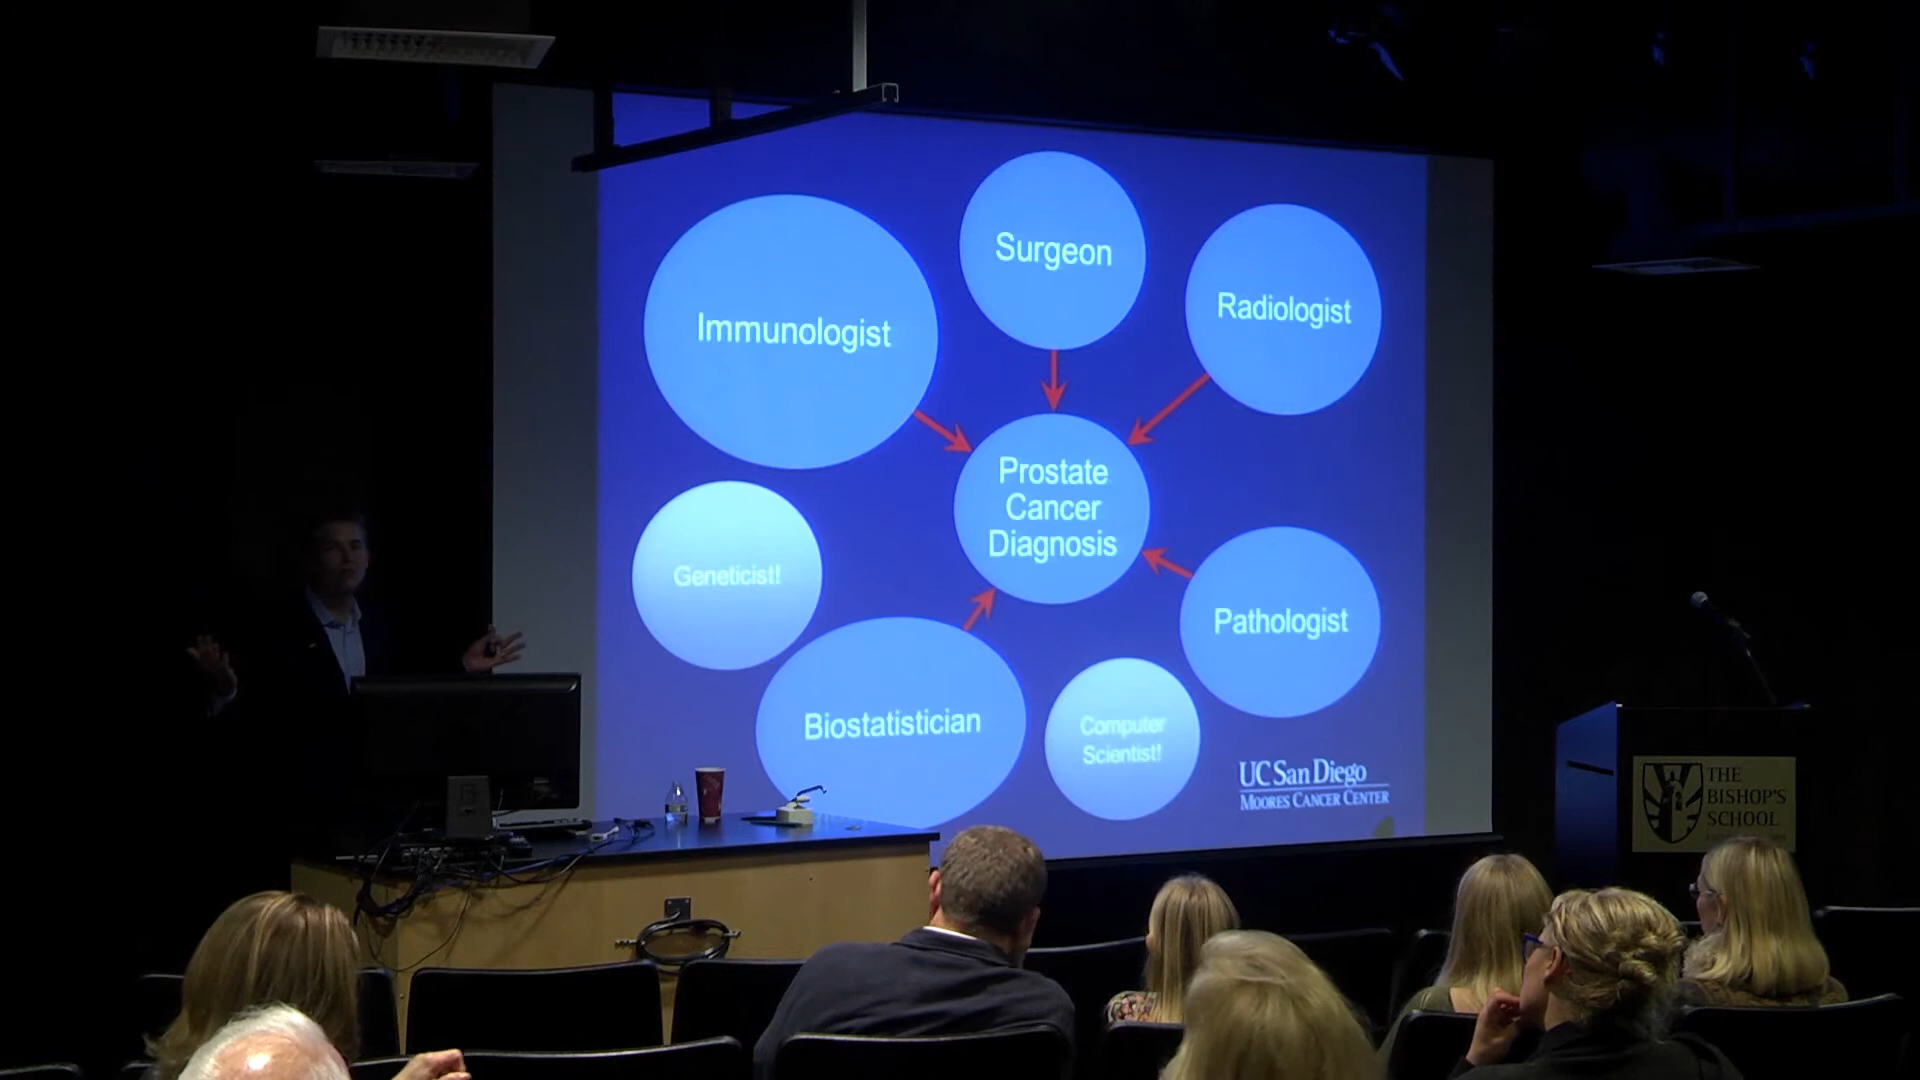 Surgeon
Immunologist
Radiologist
Prostate
Cancer
Diagnosis
Geneticist!
Pathologist
Biostatistician
Computer
Scientist!
UC San Diego
MOORES CANCER CENTER
THE
BISHOP'S
SCHOOL